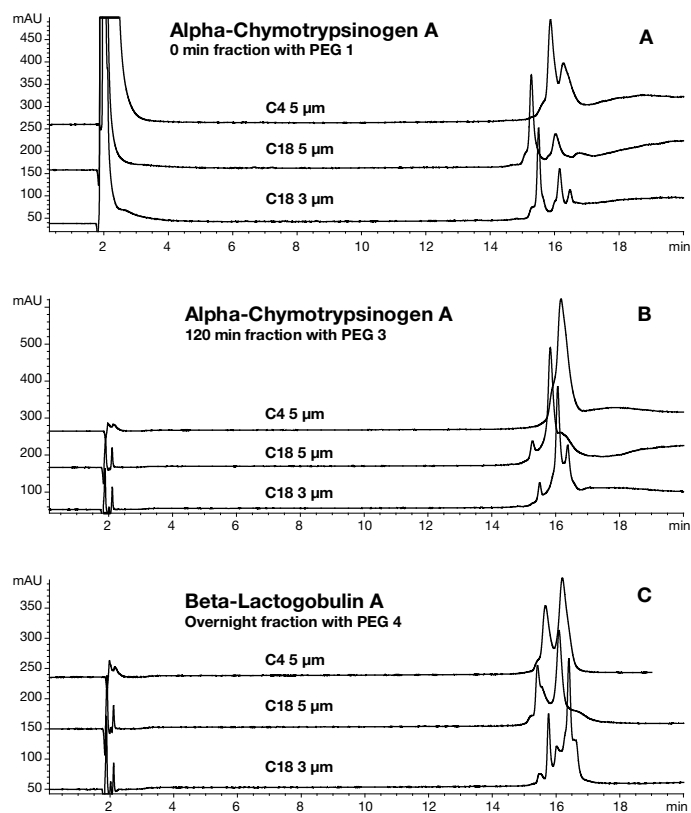 mAU
Alpha-Chymotrypsinogen A
0 min fraction with PEG 1
A
450
400
350
300
250
200
150
100
50
C4 5 µm
C18 5 µm
C18 3 µm
2 4 6 8 10 12 14 16 18 min
mAU
Alpha-Chymotrypsinogen A
120 min fraction with PEG 3
B
500
400
300
200
100
C4 5 µm
C18 5 µm
C18 3 µm
2 4 6 8 10 12 14 16 18 min
mAU
Beta-Lactogobulin A
Overnight fraction with PEG 4
C
350
300
250
200
150
100
50
C4 5 µm
C18 5 µm
C18 3 µm
2 4 6 8 10 12 14 16 18 min